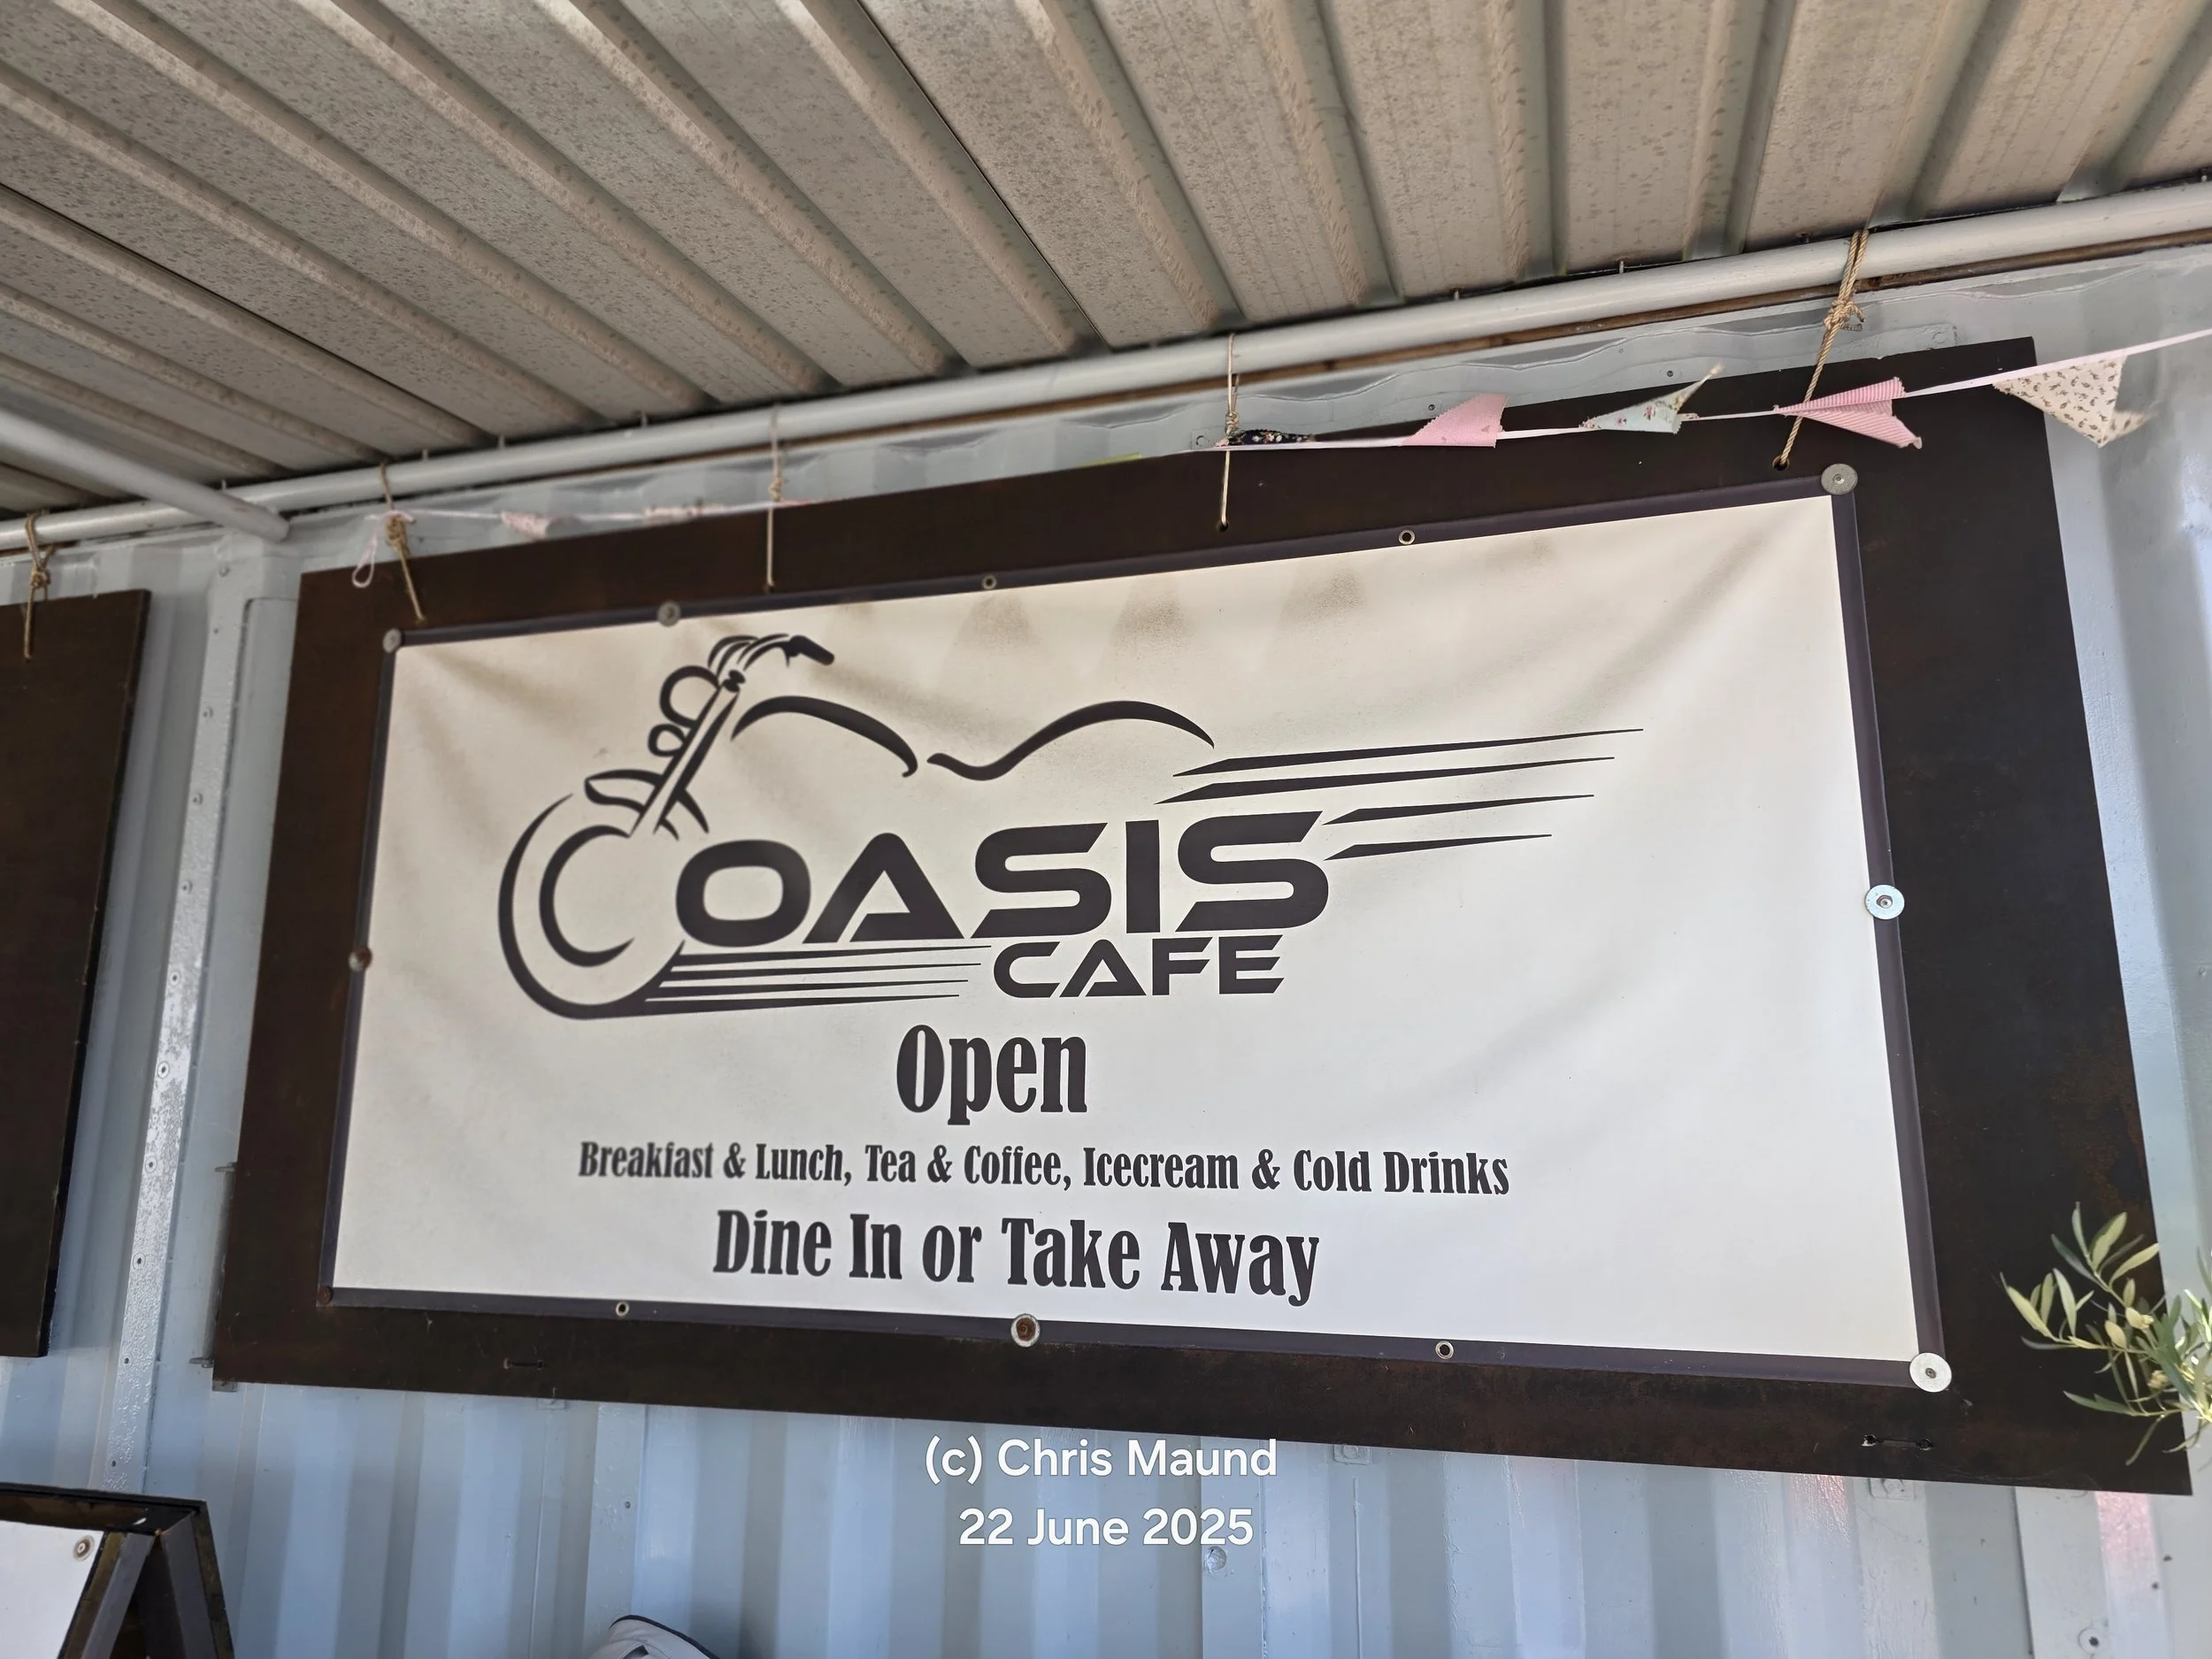 OASIS
CAFE
Open
Breakfast & Lunch, Tea & Coffee, Icecream & Cold Drinks
Dine In or Take Away
(c) Chris Maund
22 June 2025